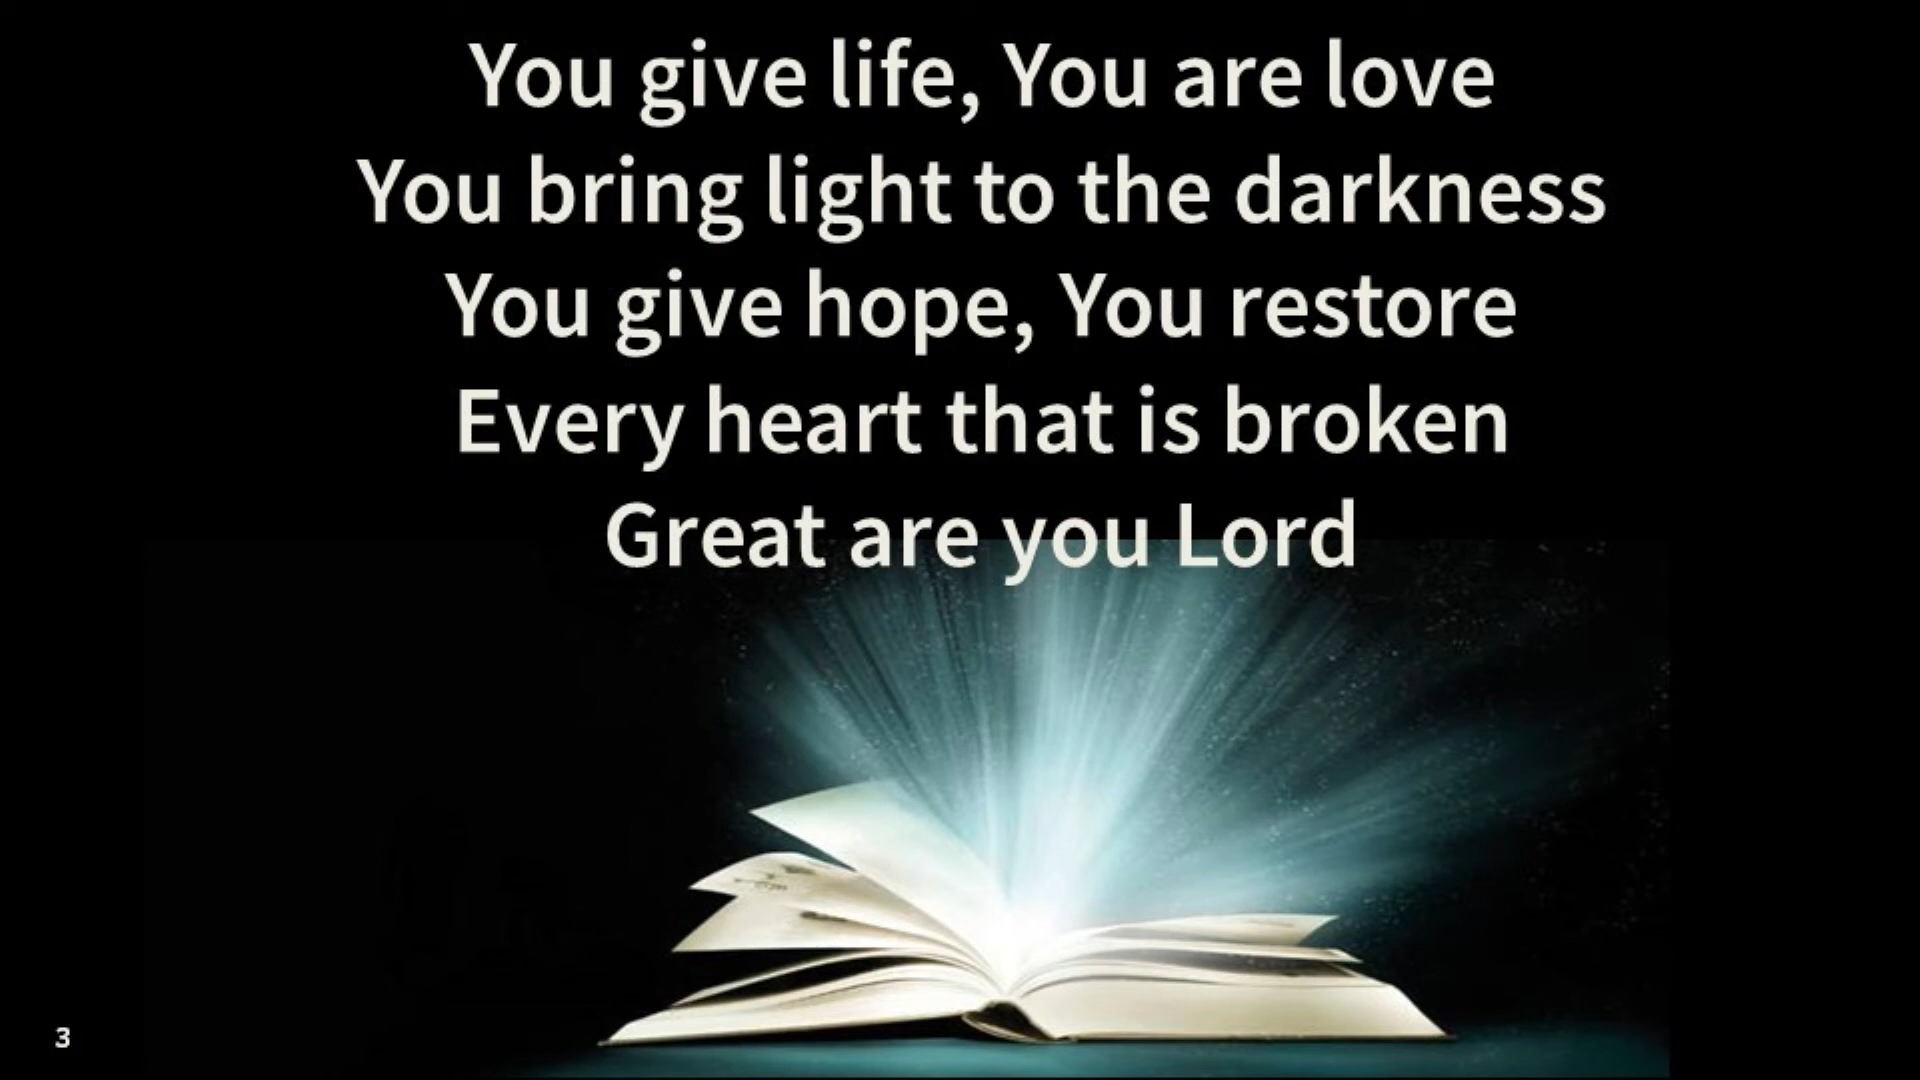 You give life, You are love
You bring light to the darkness
You give hope, You restore
Every heart that is broken
Great are you Lord
3